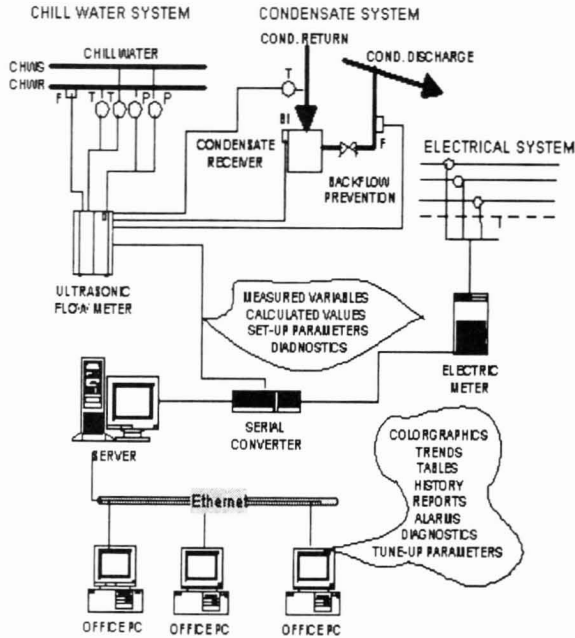 CHILL WATER SYSTEM
CONDENSATE SYSTEM
COND. RETURN
COND. DISCHARGE
CHILLWATER
CHWS
CHWR
F T T P P
T
BI
F
CONDENSATE
RECEIVER
BACKFLOW
PREVENTION
ELECTRICAL SYSTEM
ULTRASONIC
FLOW METER
MEASURED VARIABLES
CALCULATED VALUES
SET-UP PARAMETERS
DIADNOSTICS
ELECTRIC
METER
SERIAL
CONVERTER
SERVER
COLORGRAPHICS
TRENDS
TABLES
HISTORY
REPORTS
ALARMS
DIAGNOSTICS
TUNE-UP PARAMETERS
Ethernet
OFFICE PC
OFFICE PC
OFFICE PC